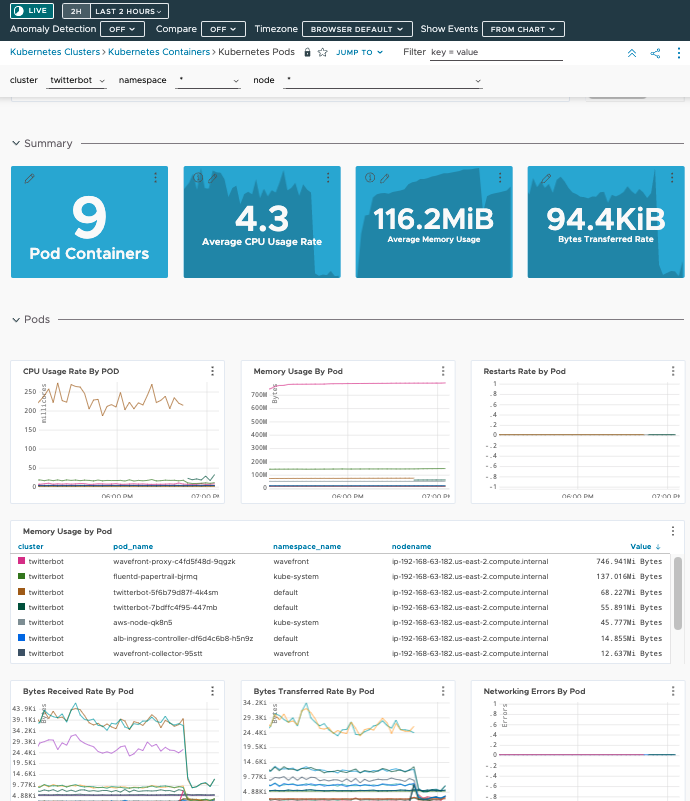 LIVE 2H LAST 2 HOURS
Anomaly Detection OFF Compare OFF Timezone BROWSER DEFAULT Show Events FROM CHART
Kubernetes Clusters > Kubernetes Containers > Kubernetes Pods JUMP TO Filter key = value
cluster twitterbot namespace * node *
Summary
9
Pod Containers
4.3
Average CPU Usage Rate
116.2MiB
Average Memory Usage
94.4KiB
Bytes Transferred Rate
Pods
CPU Usage Rate By POD
millicores
250
200
150
100
50
0
06:00 PM 07:00 PM
Memory Usage By Pod
Bytes
700M
600M
500M
400M
300M
200M
100M
0
06:00 PM 07:00 PM
Restarts Rate by Pod
1
.8
.6
.4
.2
0
-.2
-.4
-.6
-.8
-1
06:00 PM 07:00 PM
Memory Usage by Pod
cluster pod_name namespace_name nodename Value ↓
twitterbot wavefront-proxy-c4fd5f48d-9qgzk wavefront ip-192-168-63-182.us-east-2.compute.internal 746.941Mi Bytes
twitterbot fluentd-papertrail-bjrmq kube-system ip-192-168-63-182.us-east-2.compute.internal 137.016Mi Bytes
twitterbot twitterbot-5f6b79d87f-4k4sm default ip-192-168-63-182.us-east-2.compute.internal 68.227Mi Bytes
twitterbot twitterbot-7bdffc4f95-447mb default ip-192-168-63-182.us-east-2.compute.internal 55.891Mi Bytes
twitterbot aws-node-qk8n5 kube-system ip-192-168-63-182.us-east-2.compute.internal 45.777Mi Bytes
twitterbot alb-ingress-controller-df6d4c6b8-h5n9z default ip-192-168-63-182.us-east-2.compute.internal 14.855Mi Bytes
twitterbot wavefront-collector-95stt wavefront ip-192-168-63-182.us-east-2.compute.internal 12.637Mi Bytes
Bytes Received Rate By Pod
Bytes
43.9Ki
39.1Ki
34.2Ki
29.3Ki
24.4Ki
19.5Ki
14.6Ki
9.77Ki
4.88Ki
Bytes Transferred Rate By Pod
Bytes
34.2Ki
29.3Ki
24.4Ki
19.5Ki
14.6Ki
9.77Ki
4.88Ki
Networking Errors By Pod
Errors
1
.8
.6
.4
.2
0
-.2
-.4
-.6
-.8